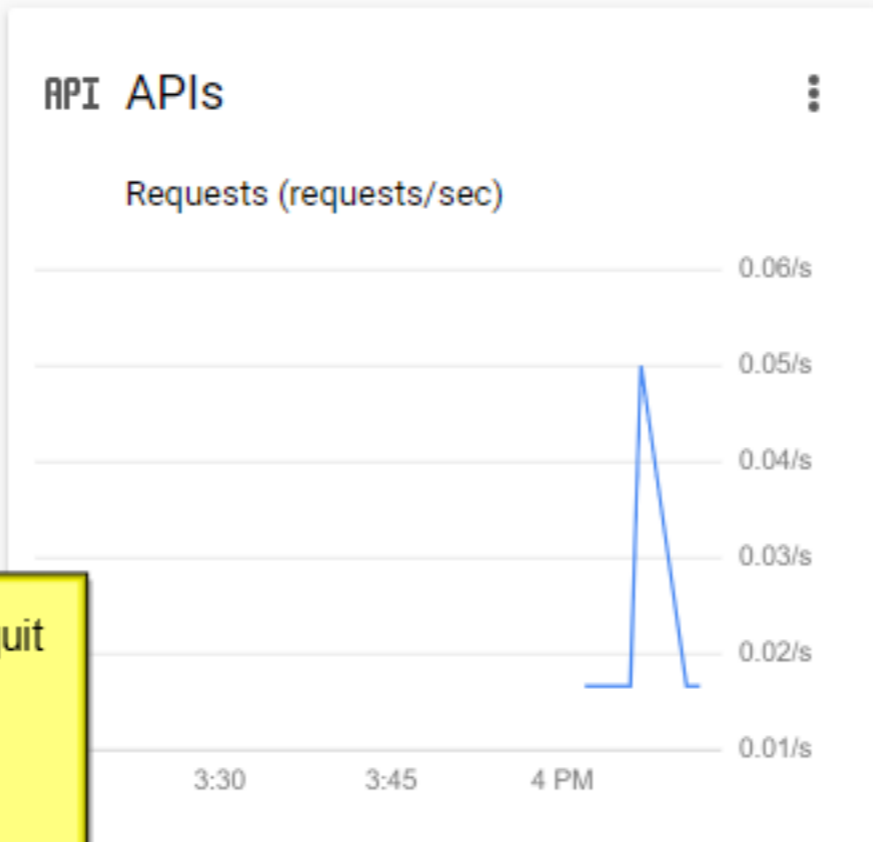 API APIs
Requests (requests/sec)
0.06/s
0.05/s
0.04/s
0.03/s
uit
0.02/s
0.01/s
3:30 3:45 4 PM